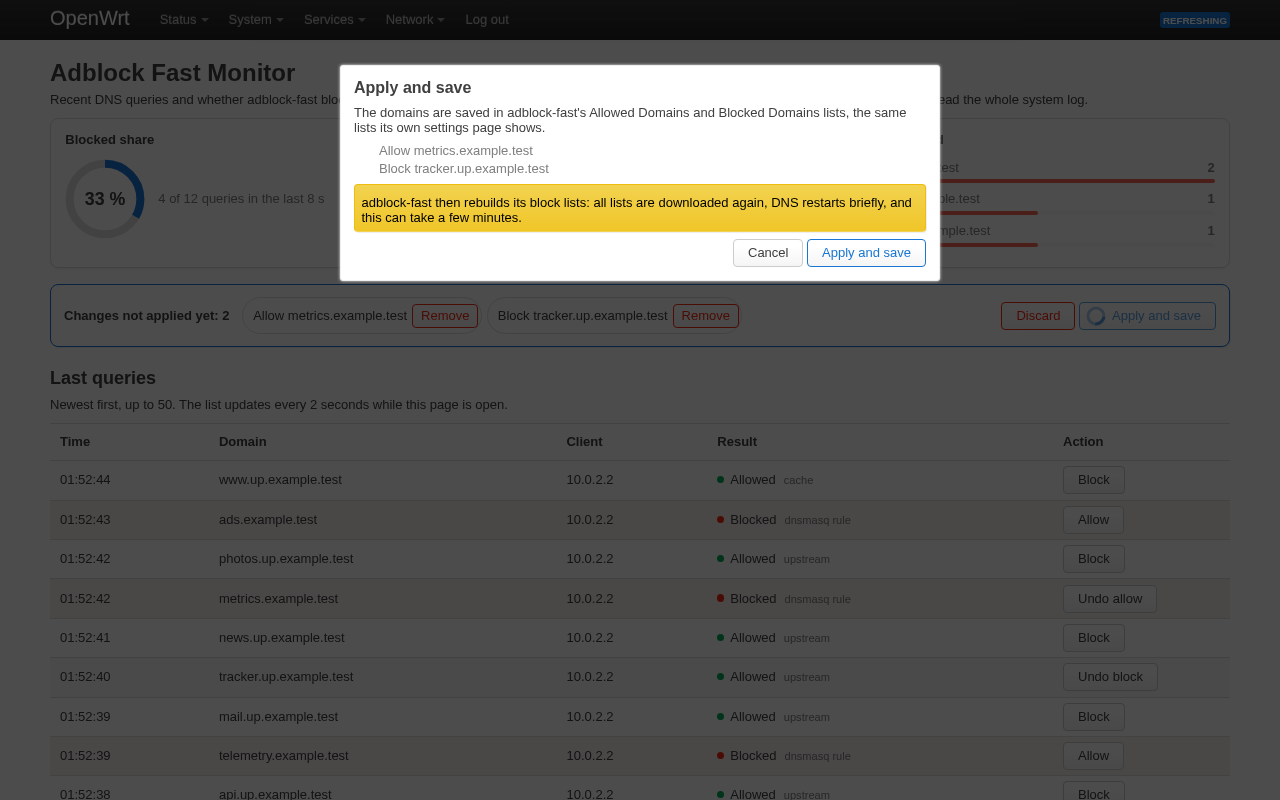 OpenWrt Status System Services Network Log out REFRESHING
Adblock Fast Monitor
Recent DNS queries and whether adblock-fast ead the whole system log.
Apply and save
The domains are saved in adblock-fast's Allowed Domains and Blocked Domains lists, the same
lists its own settings page shows.
Allow metrics.example.test
Block tracker.up.example.test
adblock-fast then rebuilds its block lists: all lists are downloaded again, DNS restarts briefly, and
this can take a few minutes.
Cancel Apply and save
Blocked share
33 % 4 of 12 queries in the last 8 s
2
1
1
Changes not applied yet: 2 Allow metrics.example.test Remove Block tracker.up.example.test Remove Discard Apply and save
Last queries
Newest first, up to 50. The list updates every 2 seconds while this page is open.
Time Domain Client Result Action
01:52:44 www.up.example.test 10.0.2.2 Allowed cache Block
01:52:43 ads.example.test 10.0.2.2 Blocked dnsmasq rule Allow
01:52:42 photos.up.example.test 10.0.2.2 Allowed upstream Block
01:52:42 metrics.example.test 10.0.2.2 Blocked dnsmasq rule Undo allow
01:52:41 news.up.example.test 10.0.2.2 Allowed upstream Block
01:52:40 tracker.up.example.test 10.0.2.2 Allowed upstream Undo block
01:52:39 mail.up.example.test 10.0.2.2 Allowed upstream Block
01:52:39 telemetry.example.test 10.0.2.2 Blocked dnsmasq rule Allow
01:52:38 api.up.example.test 10.0.2.2 Allowed upstream Block